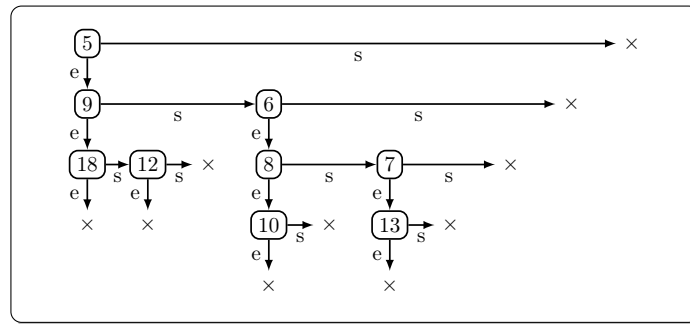 5 s ×
e
9 s 6 s ×
e e
18 s 12 s × 8 s 7 s ×
e e e e
× × 10 s × 13 s ×
e e
× ×